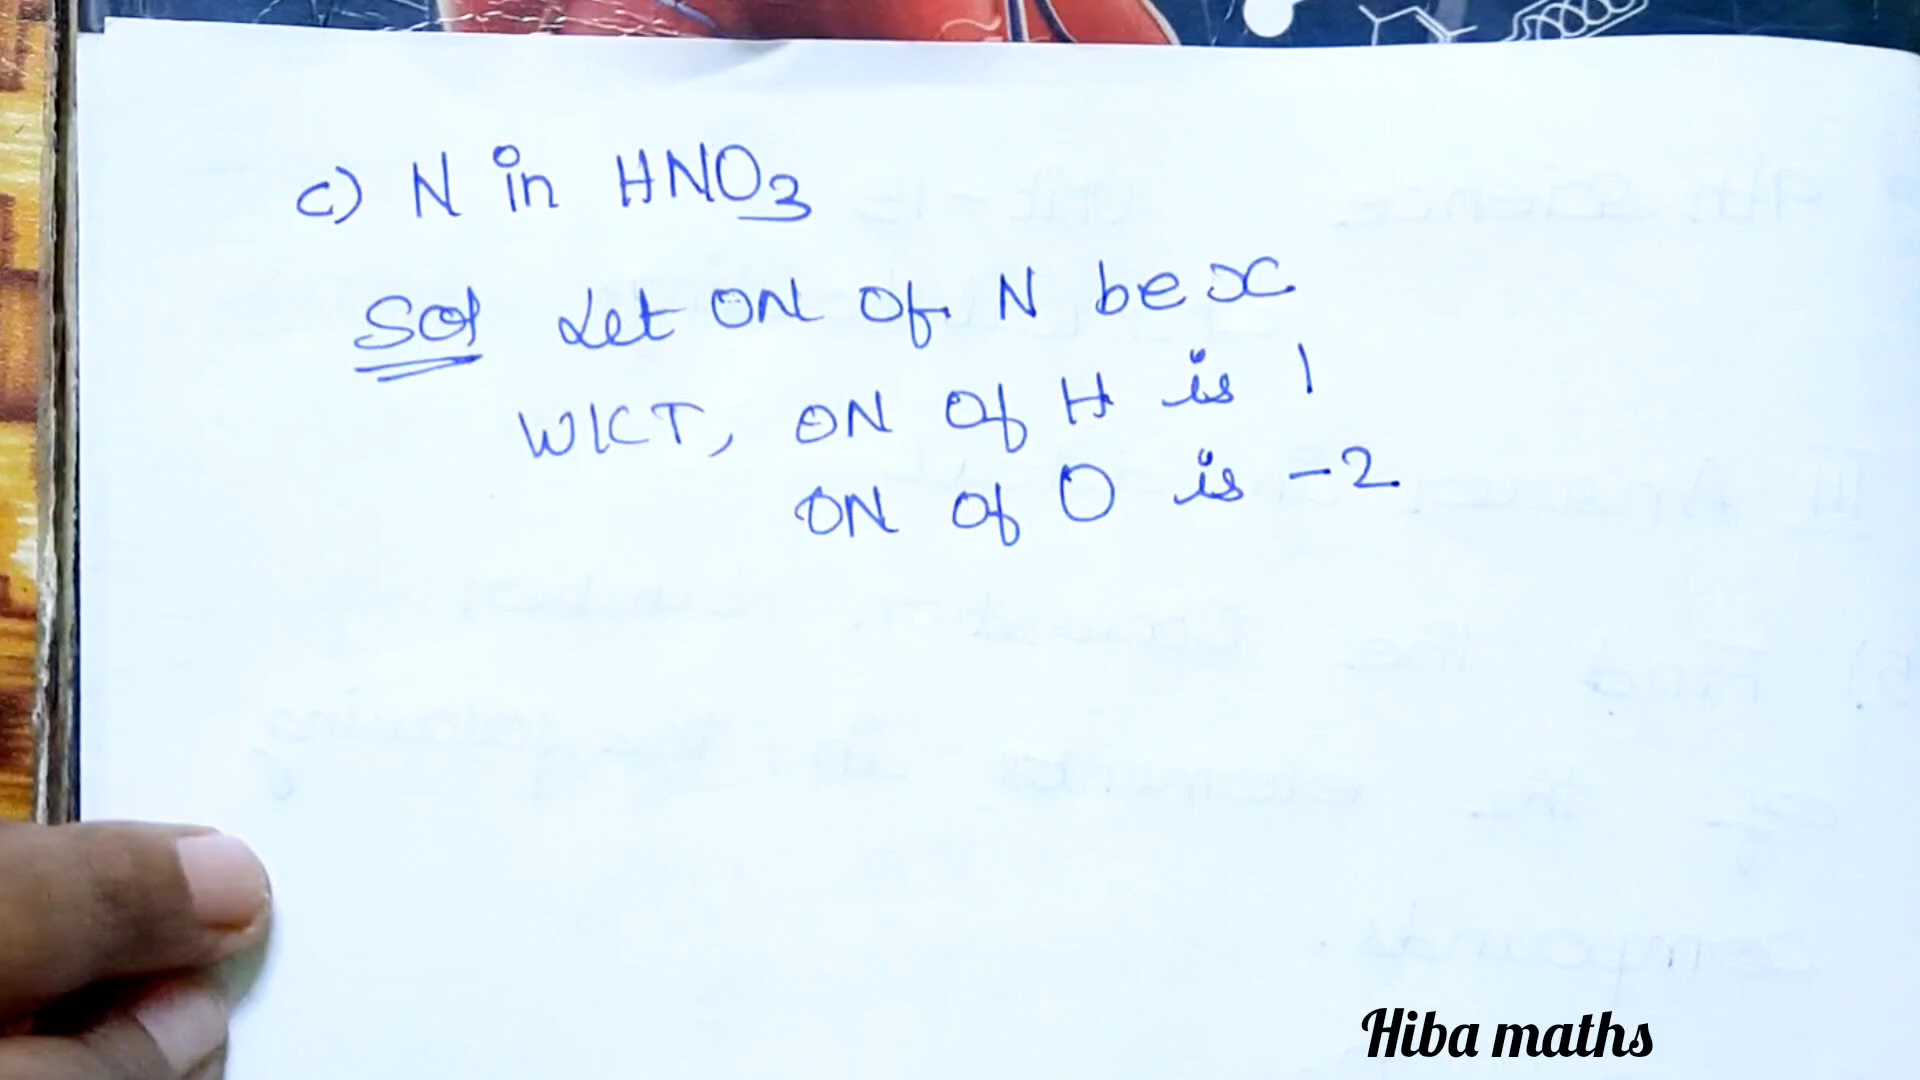 c) N in HNO3
Sol Let ON of N be x
WKT, ON of H is 1
ON of O is -2
Hiba maths